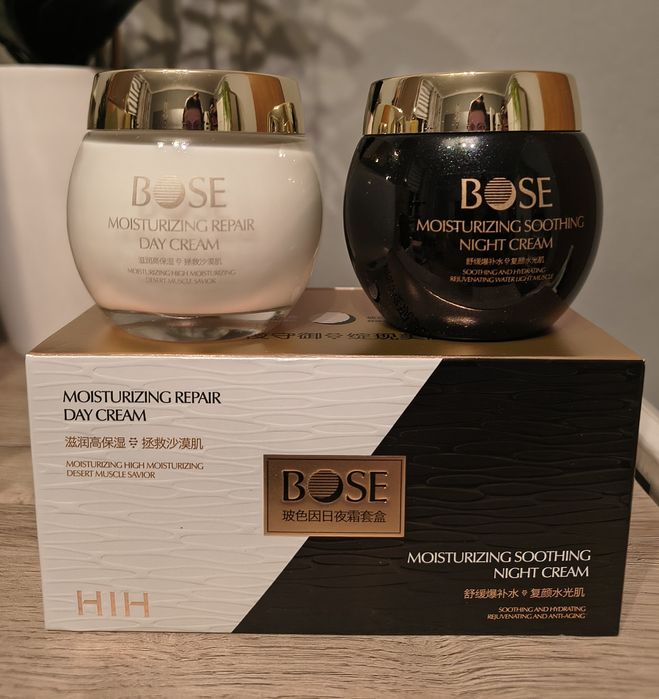 BOSE
MOISTURIZING REPAIR
DAY CREAM
滋润高保湿 拯救沙漠肌
MOISTURIZING HIGH MOISTURIZING
DESERT MUSCLE SAVIOR
BOSE
MOISTURIZING SOOTHING
NIGHT CREAM
舒缓爆补水 复颜水光肌
SOOTHING AND HYDRATING
REJUVENATING WATER LIGHT MUSCLE
MOISTURIZING REPAIR
DAY CREAM
滋润高保湿 拯救沙漠肌
MOISTURIZING HIGH MOISTURIZING
DESERT MUSCLE SAVIOR
BOSE
玻色因日夜霜套盒
MOISTURIZING SOOTHING
NIGHT CREAM
舒缓爆补水 复颜水光肌
SOOTHING AND HYDRATING
REJUVENATING AND ANTI-AGING
HIH